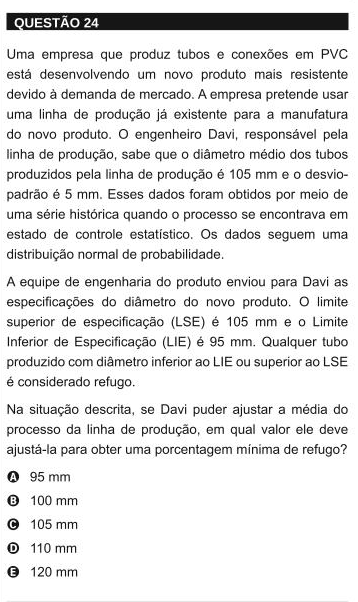 QUESTÃO 24
Uma empresa que produz tubos e conexões em PVC
está desenvolvendo um novo produto mais resistente
devido à demanda de mercado. A empresa pretende usar
uma linha de produção já existente para a manufatura
do novo produto. O engenheiro Davi, responsável pela
linha de produção, sabe que o diâmetro médio dos tubos
produzidos pela linha de produção é 105 mm e o desvio-
padrão é 5 mm. Esses dados foram obtidos por meio de
uma série histórica quando o processo se encontrava em
estado de controle estatístico. Os dados seguem uma
distribuição normal de probabilidade.
A equipe de engenharia do produto enviou para Davi as
especificações do diâmetro do novo produto. O limite
superior de especificação (LSE) é 105 mm e o Limite
Inferior de Especificação (LIE) é 95 mm. Qualquer tubo
produzido com diâmetro inferior ao LIE ou superior ao LSE
é considerado refugo.
Na situação descrita, se Davi puder ajustar a média do
processo da linha de produção, em qual valor ele deve
ajustá-la para obter uma porcentagem mínima de refugo?
A 95 mm
B 100 mm
C 105 mm
D 110 mm
E 120 mm